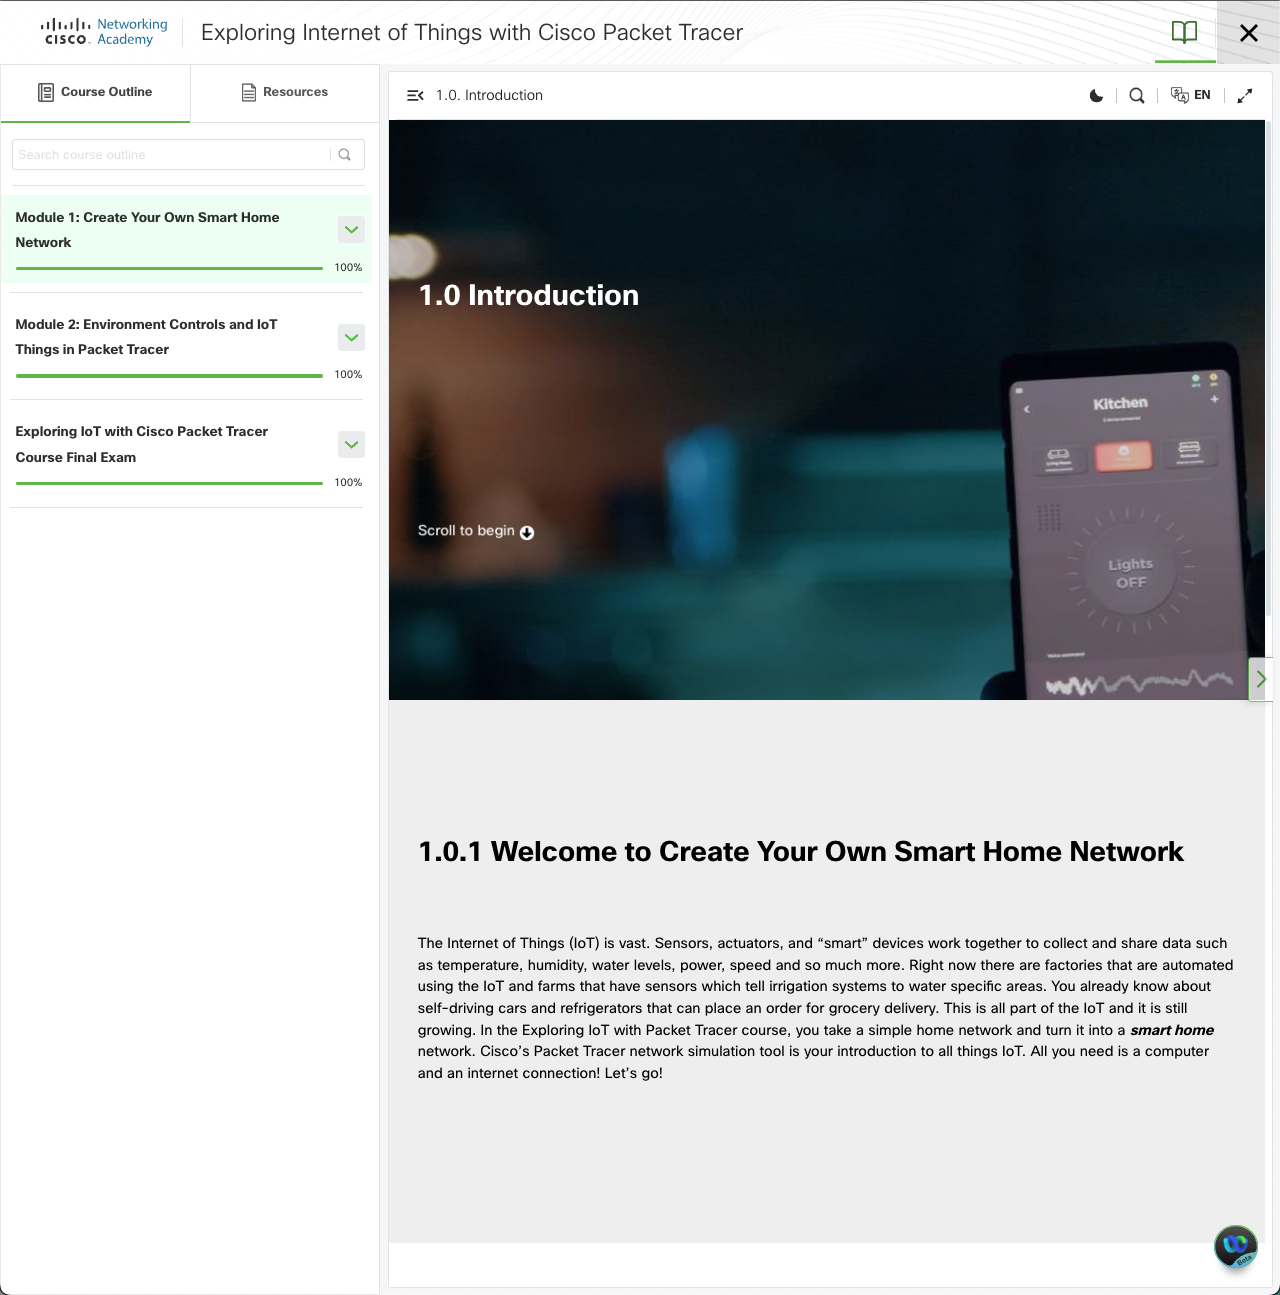 Networking
CISCO Academy
Exploring Internet of Things with Cisco Packet Tracer
Course Outline
Resources
Search course outline
Module 1: Create Your Own Smart Home
Network
100%
Module 2: Environment Controls and IoT
Things in Packet Tracer
100%
Exploring IoT with Cisco Packet Tracer
Course Final Exam
100%
1.0. Introduction
EN
1.0 Introduction
Scroll to begin
Kitchen
Lights
OFF
Voice command
1.0.1 Welcome to Create Your Own Smart Home Network
The Internet of Things (IoT) is vast. Sensors, actuators, and “smart” devices work together to collect and share data such
as temperature, humidity, water levels, power, speed and so much more. Right now there are factories that are automated
using the IoT and farms that have sensors which tell irrigation systems to water specific areas. You already know about
self-driving cars and refrigerators that can place an order for grocery delivery. This is all part of the IoT and it is still
growing. In the Exploring IoT with Packet Tracer course, you take a simple home network and turn it into a smart home
network. Cisco’s Packet Tracer network simulation tool is your introduction to all things IoT. All you need is a computer
and an internet connection! Let’s go!
Beta